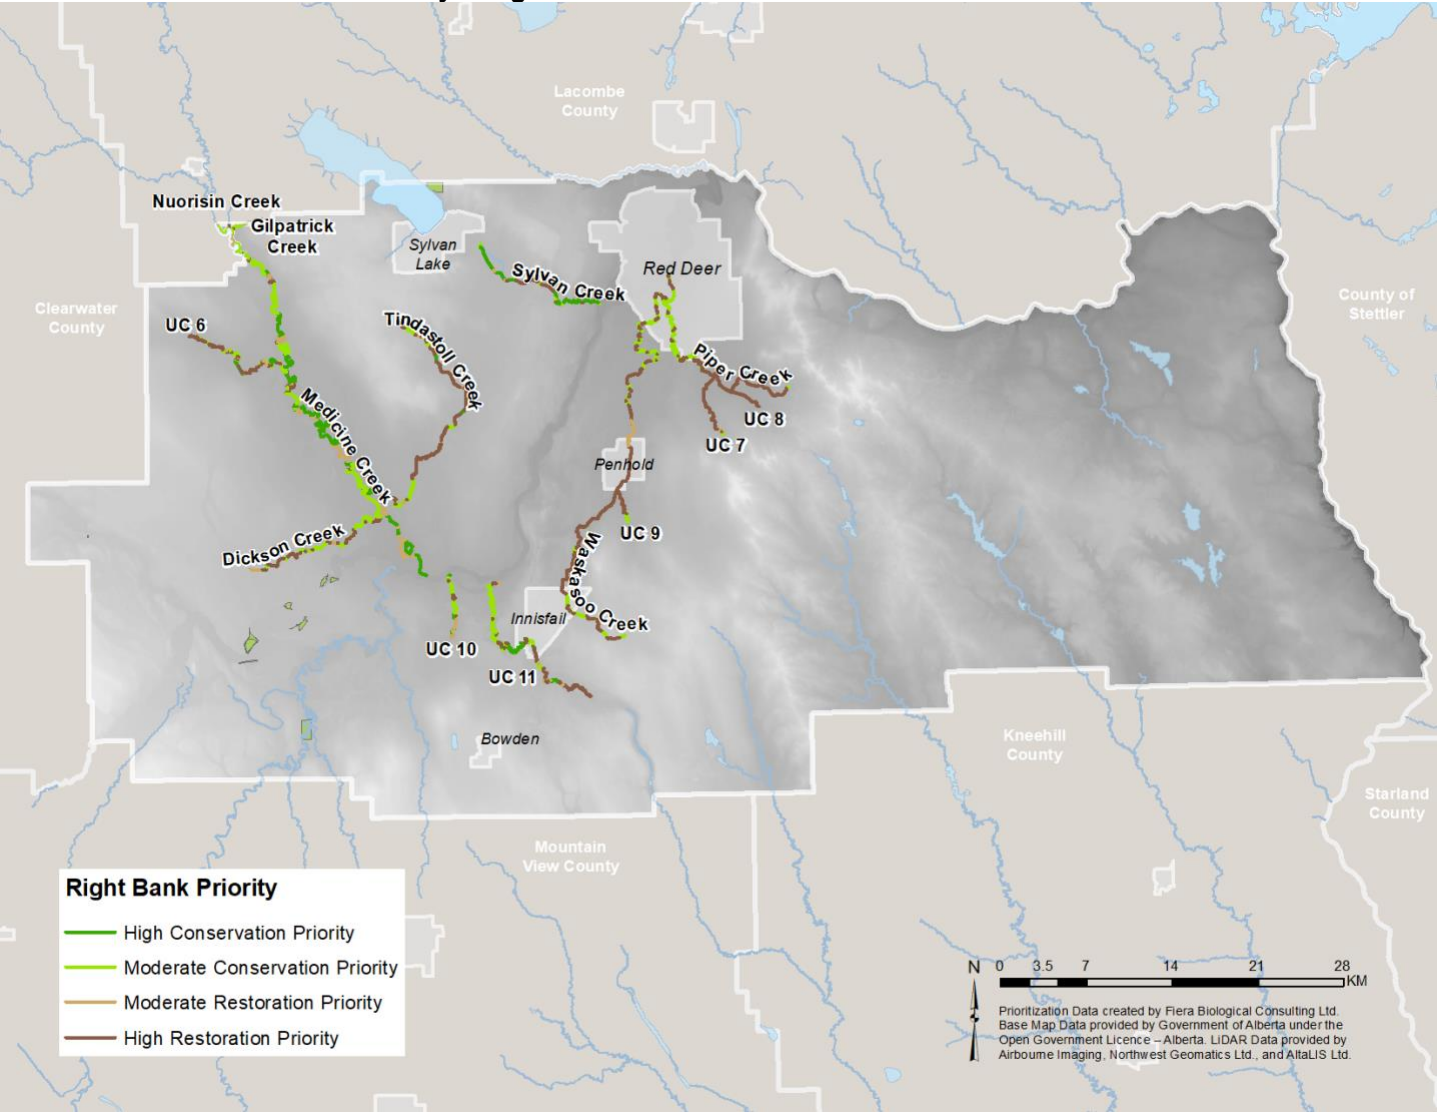 Lacombe
County
Nuorisin Creek
Gilpatrick
Creek
Sylvan
Lake
Red Deer
Sylvan Creek
Clearwater
County
County of
Stettler
UC 6
Tindastoll Creek
Piper Creek
UC 8
UC 7
Medicine Creek
Penhold
UC 9
Dickson Creek
Waskasoo Creek
Innisfail
UC 10
UC 11
Bowden
Kneehill
County
Starland
County
Mountain
View County
Right Bank Priority
High Conservation Priority
Moderate Conservation Priority
Moderate Restoration Priority
High Restoration Priority
N 0 3.5 7 14 21 28
KM
Prioritization Data created by Fiera Biological Consulting Ltd.
Base Map Data provided by Government of Alberta under the
Open Government Licence – Alberta. LiDAR Data provided by
Airbourne Imaging, Northwest Geomatics Ltd., and AltaLIS Ltd.